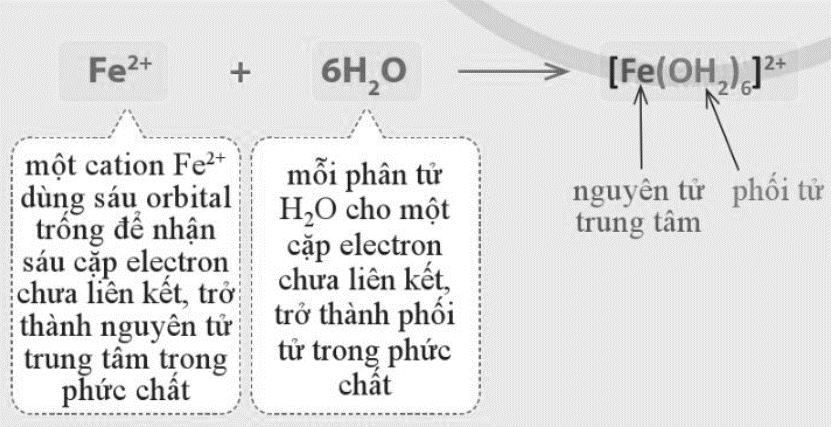 Fe²⁺ + 6H₂O ⟶ [Fe(OH₂)₆]²⁺
một cation Fe²⁺
dùng sáu orbital
trống để nhận
sáu cặp electron
chưa liên kết, trở
thành nguyên tử
trung tâm trong
phức chất
mỗi phân tử
H₂O cho một
cặp electron
chưa liên kết,
trở thành phối
tử trong phức
chất
nguyên tử
trung tâm
phối tử